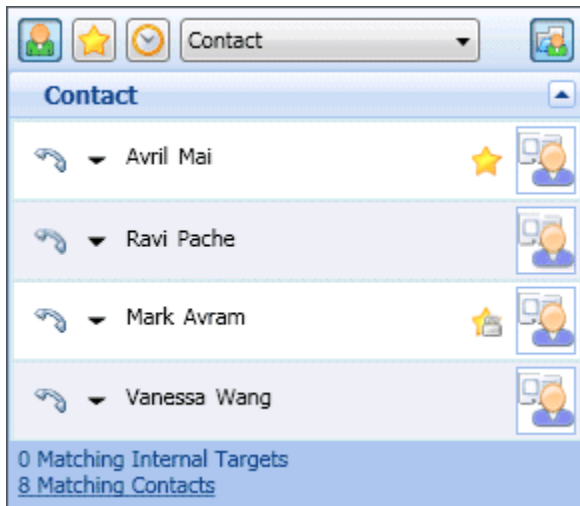 Contact
Contact
Avril Mai
Ravi Pache
Mark Avram
Vanessa Wang
0 Matching Internal Targets
8 Matching Contacts